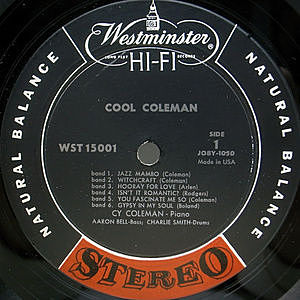 Westminster
LONG PLAY RECORDS
HI-FI
NATURAL BALANCE
NATURAL BALANCE
COOL COLEMAN
WST 15001
SIDE
1
JOBY-1090
Made in USA
band 1. JAZZ MAMBO (Coleman)
band 2. WITCHCRAFT (Coleman)
band 3. HOORAY FOR LOVE (Arlen)
band 4. ISN'T IT ROMANTIC? (Rodgers)
band 5. YOU FASCINATE ME SO (Coleman)
band 6. GYPSY IN MY SOUL (Boland)
CY COLEMAN - Piano
AARON BELL-Bass; CHARLIE SMITH-Drums
STEREO